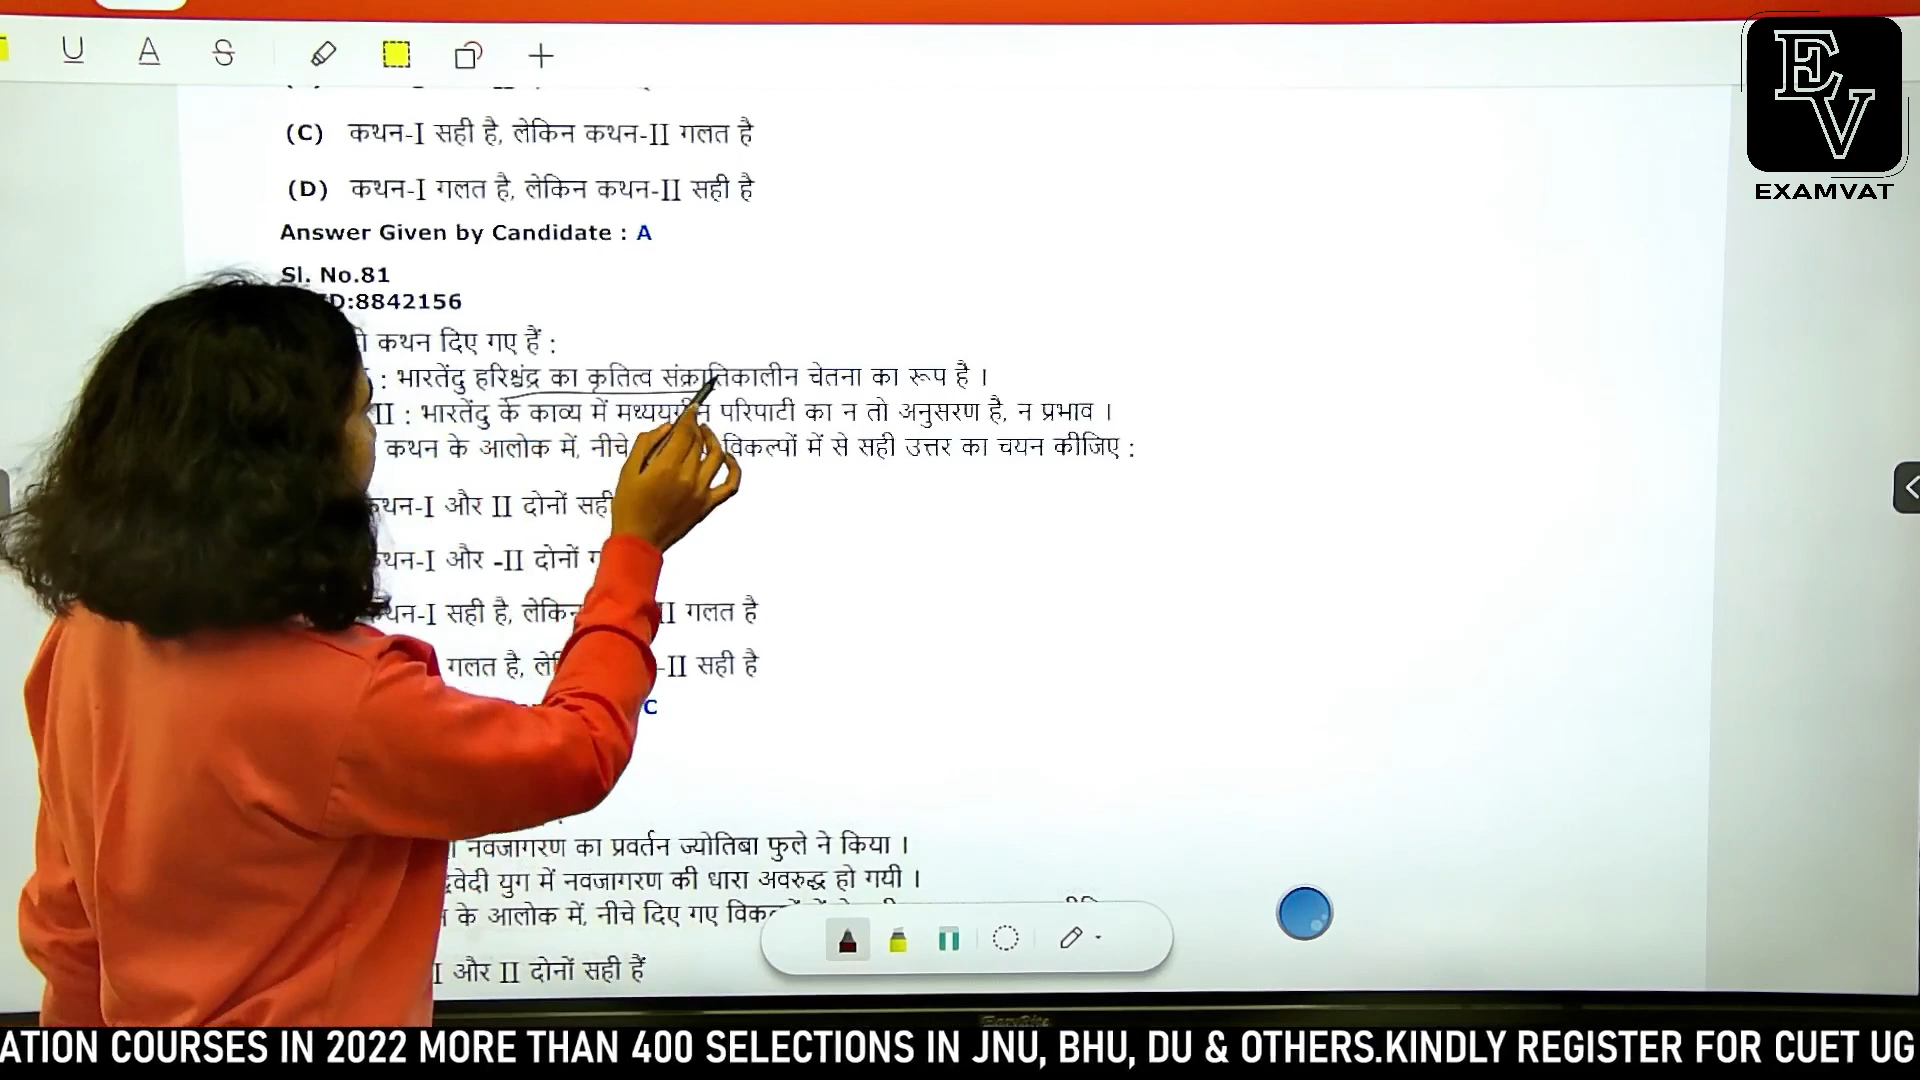 EV
EXAMVAT
(C) कथन-I सही है, लेकिन कथन-II गलत है
(D) कथन-I गलत है, लेकिन कथन-II सही है
Answer Given by Candidate : A
Sl. No.81
D:8842156
कथन दिए गए हैं :
: भारतेंदु हरिश्चंद्र का कृतित्व संक्रातिकालीन चेतना का रूप है ।
II : भारतेंदु के काव्य में मध्ययुगीन परिपाटी का न तो अनुसरण है, न प्रभाव ।
कथन के आलोक में, नीचे विकल्पों में से सही उत्तर का चयन कीजिए :
कथन-I और II दोनों सही
कथन-I और -II दोनों
कथन-I सही है, लेकिन II गलत है
गलत है, -II सही है
C
नवजागरण का प्रवर्तन ज्योतिबा फुले ने किया ।
द्विवेदी युग में नवजागरण की धारा अवरुद्ध हो गयी ।
के आलोक में, नीचे दिए गए
I और II दोनों सही हैं
ATION COURSES IN 2022 MORE THAN 400 SELECTIONS IN JNU, BHU, DU & OTHERS.KINDLY REGISTER FOR CUET UG